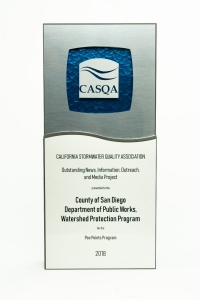 CASQA
CALIFORNIA STORMWATER QUALITY ASSOCIATION
Outstanding News, Information, Outreach,
and Media Project
presented to the
County of San Diego
Department of Public Works,
Watershed Protection Program
for the
Poo Points Program
2018